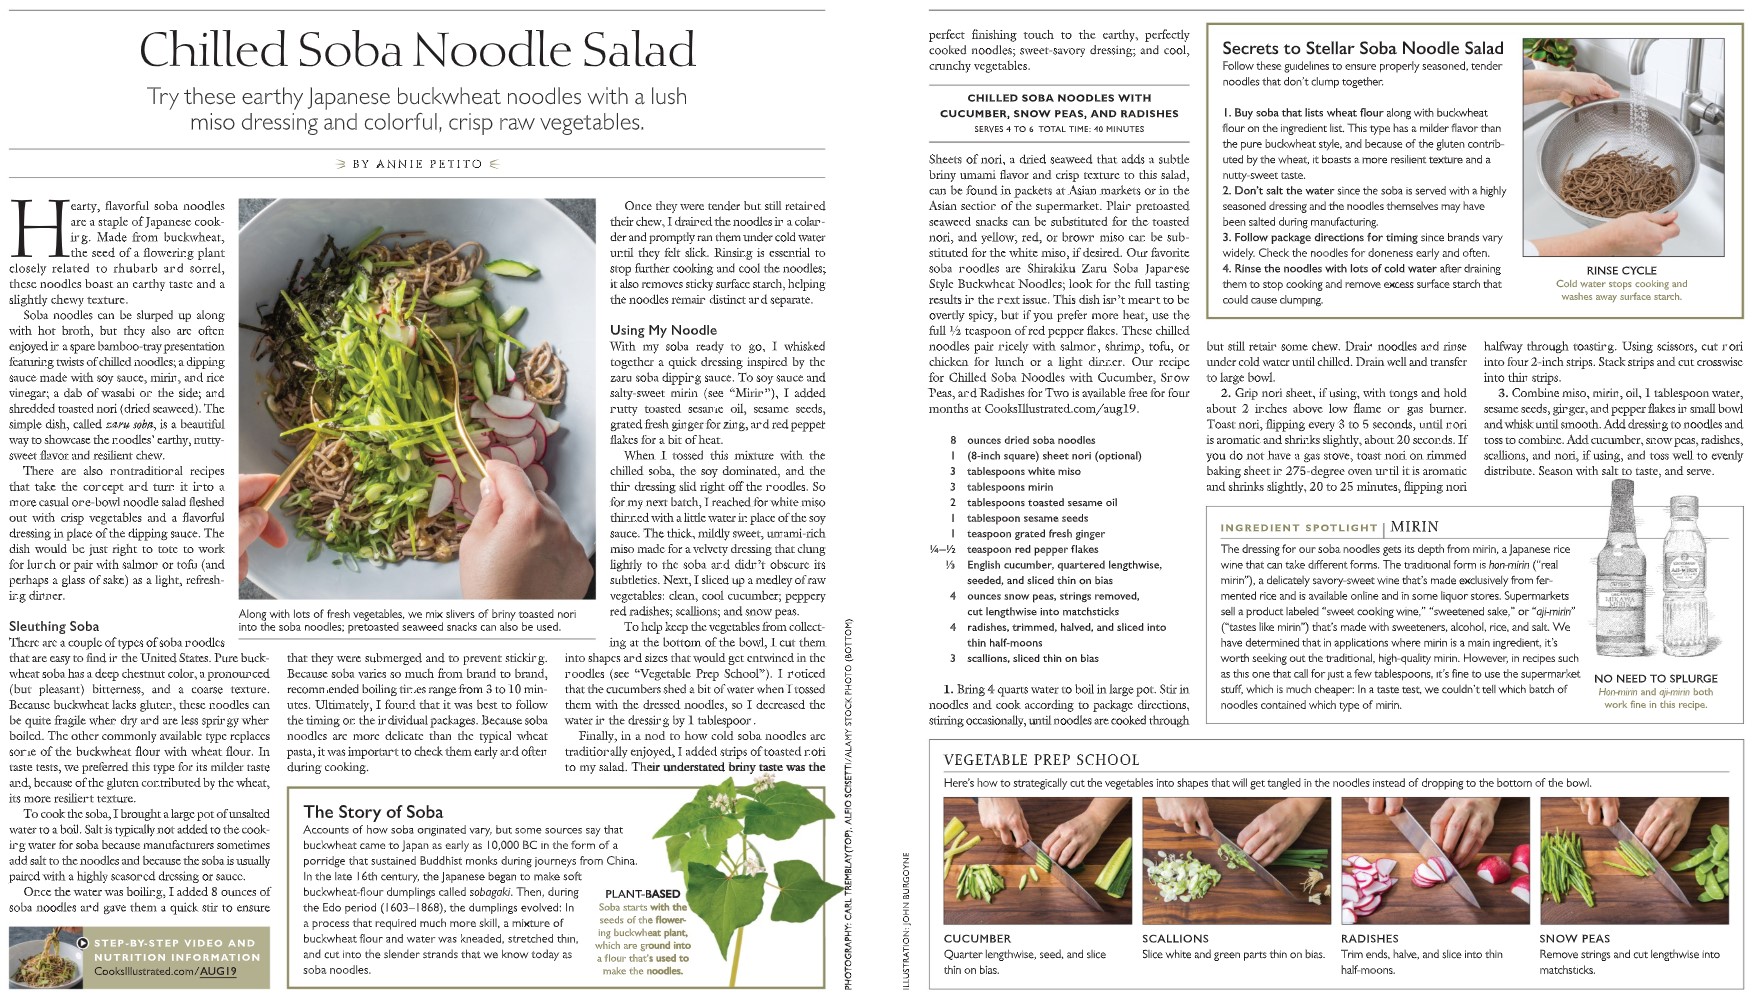 Chilled Soba Noodle Salad
Try these earthy Japanese buckwheat noodles with a lush
miso dressing and colorful, crisp raw vegetables.
BY ANNIE PETITO
Hearty, flavorful soba noodles
are a staple of Japanese cook-
ing. Made from buckwheat,
the seed of a flowering plant
closely related to rhubarb and sorrel,
these noodles boast an earthy taste and a
slightly chewy texture.
Soba noodles can be slurped up along
with hot broth, but they also are often
enjoyed in a spare bamboo-tray presentation
featuring twists of chilled noodles; a dipping
sauce made with soy sauce, mirin, and rice
vinegar; a dab of wasabi on the side; and
shredded toasted nori (dried seaweed). The
simple dish, called zaru soba, is a beautiful
way to showcase the noodles' earthy, nutty-
sweet flavor and resilient chew.
There are also nontraditional recipes
that take the concept and turn it into a
more casual one-bowl noodle salad fleshed
out with crisp vegetables and a flavorful
dressing in place of the dipping sauce. The
dish would be just right to tote to work
for lunch or pair with salmon or tofu (and
perhaps a glass of sake) as a light, refresh-
ing dinner.
Sleuthing Soba
There are a couple of types of soba noodles
that are easy to find in the United States. Pure buck-
wheat soba has a deep chestnut color, a pronounced
(but pleasant) bitterness, and a coarse texture.
Because buckwheat lacks gluten, these noodles can
be quite fragile when dry and are less springy when
boiled. The other commonly available type replaces
some of the buckwheat flour with wheat flour. In
taste tests, we preferred this type for its milder taste
and, because of the gluten contributed by the wheat,
its more resilient texture.
To cook the soba, I brought a large pot of unsalted
water to a boil. Salt is typically not added to the cook-
ing water for soba because manufacturers sometimes
add salt to the noodles and because the soba is usually
paired with a highly seasoned dressing or sauce.
Once the water was boiling, I added 8 ounces of
soba noodles and gave them a quick stir to ensure
STEP-BY-STEP VIDEO AND
NUTRITION INFORMATION
CooksIllustrated.com/AUG19
Along with lots of fresh vegetables, we mix slivers of briny toasted nori
into the soba noodles; pretoasted seaweed snacks can also be used.
that they were submerged and to prevent sticking.
Because soba varies so much from brand to brand,
recommended boiling times range from 3 to 10 min-
utes. Ultimately, I found that it was best to follow
the timing on the individual packages. Because soba
noodles are more delicate than the typical wheat
pasta, it was important to check them early and often
during cooking.
Once they were tender but still retained
their chew, I drained the noodles in a colan-
der and promptly ran them under cold water
until they felt slick. Rinsing is essential to
stop further cooking and cool the noodles;
it also removes sticky surface starch, helping
the noodles remain distinct and separate.
Using My Noodle
With my soba ready to go, I whisked
together a quick dressing inspired by the
zaru soba dipping sauce. To soy sauce and
salty-sweet mirin (see “Mirin”), I added
nutty toasted sesame oil, sesame seeds,
grated fresh ginger for zing, and red pepper
flakes for a bit of heat.
When I tossed this mixture with the
chilled soba, the soy dominated, and the
thin dressing slid right off the noodles. So
for my next batch, I reached for white miso
thinned with a little water in place of the soy
sauce. The thick, mildly sweet, umami-rich
miso made for a velvety dressing that clung
lightly to the soba and didn't obscure its
subtleties. Next, I sliced up a medley of raw
vegetables: clean, cool cucumber; peppery
red radishes; scallions; and snow peas.
To help keep the vegetables from collect-
ing at the bottom of the bowl, I cut them
into shapes and sizes that would get entwined in the
noodles (see “Vegetable Prep School”). I noticed
that the cucumbers shed a bit of water when I tossed
them with the dressed noodles, so I decreased the
water in the dressing by 1 tablespoon.
Finally, in a nod to how cold soba noodles are
traditionally enjoyed, I added strips of toasted nori
to my salad. Their understated briny taste was the
The Story of Soba
Accounts of how soba originated vary, but some sources say that
buckwheat came to Japan as early as 10,000 BC in the form of a
porridge that sustained Buddhist monks during journeys from China.
In the late 16th century, the Japanese began to make soft
buckwheat-flour dumplings called sobagaki. Then, during
the Edo period (1603–1868), the dumplings evolved: In
a process that required much more skill, a mixture of
buckwheat flour and water was kneaded, stretched thin,
and cut into the slender strands that we know today as
soba noodles.
PLANT-BASED
Soba starts with the
seeds of the flower-
ing buckwheat plant,
which are ground into
a flour that's used to
make the noodles.
PHOTOGRAPHY: CARL TREMBLAY (TOP), ALFIO SCISETTI/ALAMY STOCK PHOTO (BOTTOM)
perfect finishing touch to the earthy, perfectly
cooked noodles; sweet-savory dressing; and cool,
crunchy vegetables.
CHILLED SOBA NOODLES WITH
CUCUMBER, SNOW PEAS, AND RADISHES
SERVES 4 TO 6 TOTAL TIME: 40 MINUTES
Sheets of nori, a dried seaweed that adds a subtle
briny umami flavor and crisp texture to this salad,
can be found in packets at Asian markets or in the
Asian section of the supermarket. Plain pretoasted
seaweed snacks can be substituted for the toasted
nori, and yellow, red, or brown miso can be sub-
stituted for the white miso, if desired. Our favorite
soba noodles are Shirakiku Zaru Soba Japanese
Style Buckwheat Noodles; look for the full tasting
results in the next issue. This dish isn't meant to be
overtly spicy, but if you prefer more heat, use the
full ½ teaspoon of red pepper flakes. These chilled
noodles pair nicely with salmon, shrimp, tofu, or
chicken for lunch or a light dinner. Our recipe
for Chilled Soba Noodles with Cucumber, Snow
Peas, and Radishes for Two is available free for four
months at CooksIllustrated.com/aug19.
8 ounces dried soba noodles
1 (8-inch square) sheet nori (optional)
3 tablespoons white miso
3 tablespoons mirin
2 tablespoons toasted sesame oil
1 tablespoon sesame seeds
1 teaspoon grated fresh ginger
¼–½ teaspoon red pepper flakes
⅓ English cucumber, quartered lengthwise,
seeded, and sliced thin on bias
4 ounces snow peas, strings removed,
cut lengthwise into matchsticks
4 radishes, trimmed, halved, and sliced into
thin half-moons
3 scallions, sliced thin on bias
1. Bring 4 quarts water to boil in large pot. Stir in
noodles and cook according to package directions,
stirring occasionally, until noodles are cooked through
Secrets to Stellar Soba Noodle Salad
Follow these guidelines to ensure properly seasoned, tender
noodles that don't clump together.
1. Buy soba that lists wheat flour along with buckwheat
flour on the ingredient list. This type has a milder flavor than
the pure buckwheat style, and because of the gluten contrib-
uted by the wheat, it boasts a more resilient texture and a
nutty-sweet taste.
2. Don't salt the water since the soba is served with a highly
seasoned dressing and the noodles themselves may have
been salted during manufacturing.
3. Follow package directions for timing since brands vary
widely. Check the noodles for doneness early and often.
4. Rinse the noodles with lots of cold water after draining
them to stop cooking and remove excess surface starch that
could cause clumping.
RINSE CYCLE
Cold water stops cooking and
washes away surface starch.
but still retain some chew. Drain noodles and rinse
under cold water until chilled. Drain well and transfer
to large bowl.
2. Grip nori sheet, if using, with tongs and hold
about 2 inches above low flame on gas burner.
Toast nori, flipping every 3 to 5 seconds, until nori
is aromatic and shrinks slightly, about 20 seconds. If
you do not have a gas stove, toast nori on rimmed
baking sheet in 275-degree oven until it is aromatic
and shrinks slightly, 20 to 25 minutes, flipping nori
halfway through toasting. Using scissors, cut nori
into four 2-inch strips. Stack strips and cut crosswise
into thin strips.
3. Combine miso, mirin, oil, 1 tablespoon water,
sesame seeds, ginger, and pepper flakes in small bowl
and whisk until smooth. Add dressing to noodles and
toss to combine. Add cucumber, snow peas, radishes,
scallions, and nori, if using, and toss well to evenly
distribute. Season with salt to taste, and serve.
INGREDIENT SPOTLIGHT | MIRIN
The dressing for our soba noodles gets its depth from mirin, a Japanese rice
wine that can take different forms. The traditional form is hon-mirin (“real
mirin”), a delicately savory-sweet wine that's made exclusively from fer-
mented rice and is available online and in some liquor stores. Supermarkets
sell a product labeled “sweet cooking wine,” “sweetened sake,” or “aji-mirin”
(“tastes like mirin”) that's made with sweeteners, alcohol, rice, and salt. We
have determined that in applications where mirin is a main ingredient, it's
worth seeking out the traditional, high-quality mirin. However, in recipes such
as this one that call for just a few tablespoons, it's fine to use the supermarket
stuff, which is much cheaper: In a taste test, we couldn't tell which batch of
noodles contained which type of mirin.
MIKAWA
MIRIN
AJI-MIRIN
NO NEED TO SPLURGE
Hon-mirin and aji-mirin both
work fine in this recipe.
ILLUSTRATION: JOHN BURGOYNE
VEGETABLE PREP SCHOOL
Here's how to strategically cut the vegetables into shapes that will get tangled in the noodles instead of dropping to the bottom of the bowl.
CUCUMBER
Quarter lengthwise, seed, and slice
thin on bias.
SCALLIONS
Slice white and green parts thin on bias.
RADISHES
Trim ends, halve, and slice into thin
half-moons.
SNOW PEAS
Remove strings and cut lengthwise into
matchsticks.